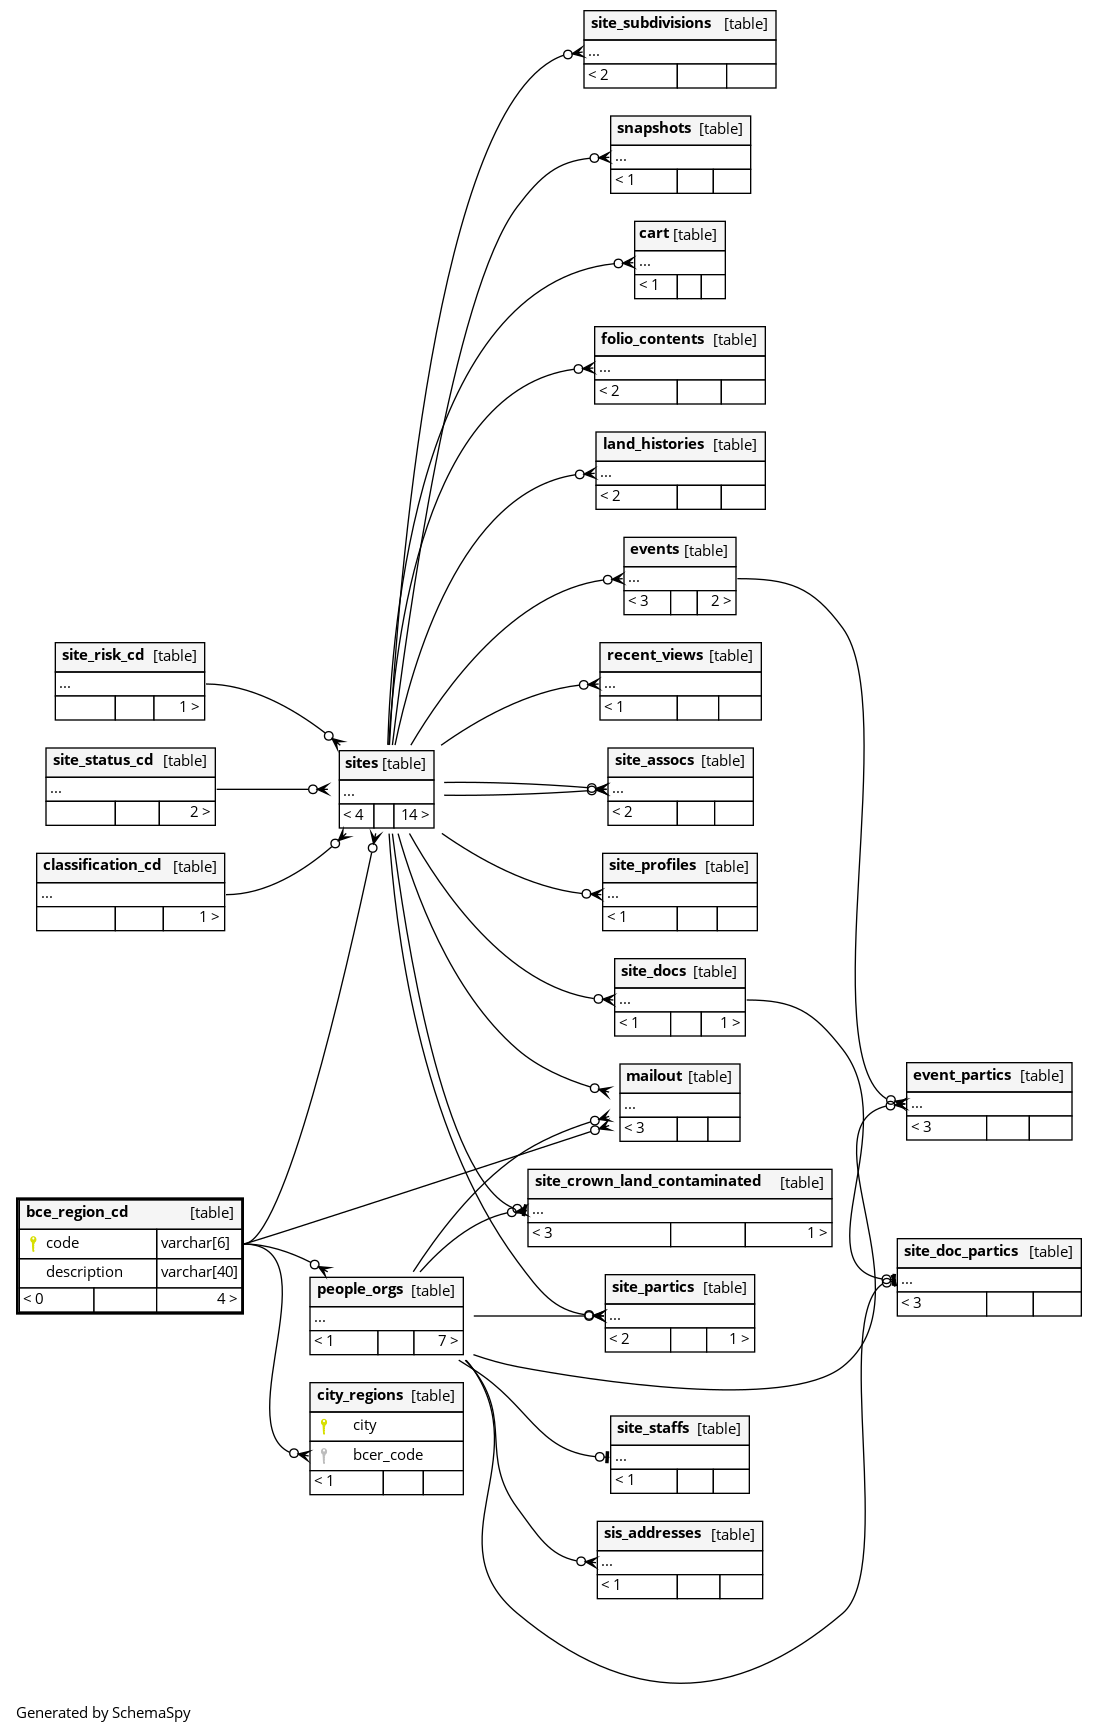 site_subdivisions [table]
...
< 2
snapshots [table]
...
< 1
cart [table]
...
< 1
folio_contents [table]
...
< 2
land_histories [table]
...
< 2
events [table]
...
< 3 2 >
site_risk_cd [table]
...
1 >
recent_views [table]
...
< 1
site_status_cd [table]
...
2 >
sites [table]
...
< 4 14 >
site_assocs [table]
...
< 2
classification_cd [table]
...
1 >
site_profiles [table]
...
< 1
site_docs [table]
...
< 1 1 >
mailout [table]
...
< 3
event_partics [table]
...
< 3
site_crown_land_contaminated [table]
...
< 3 1 >
bce_region_cd [table]
code varchar[6]
description varchar[40]
< 0 4 >
site_doc_partics [table]
...
< 3
people_orgs [table]
...
< 1 7 >
site_partics [table]
...
< 2 1 >
city_regions [table]
city
bcer_code
< 1
site_staffs [table]
...
< 1
sis_addresses [table]
...
< 1
Generated by SchemaSpy